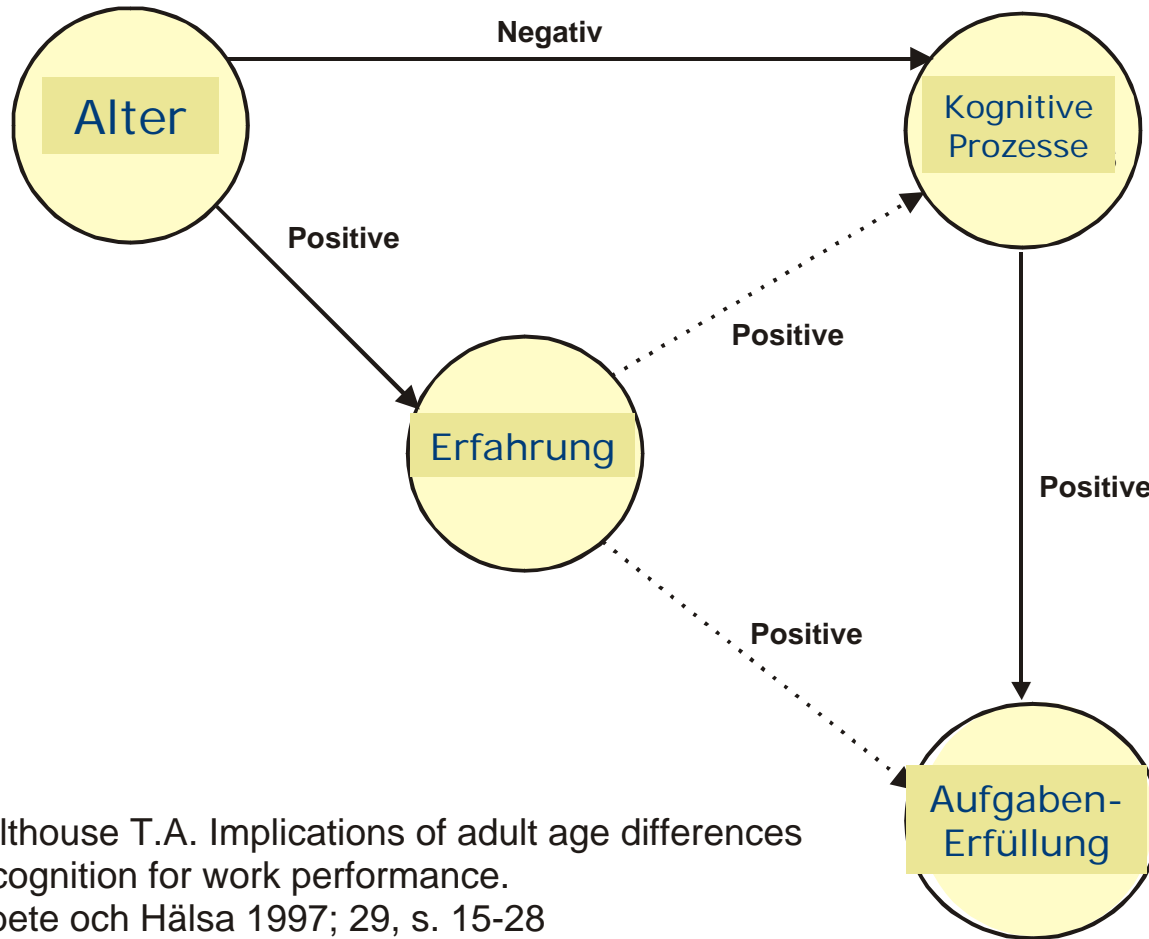 Negativ
Alter
Kognitive
Prozesse
Positive
Positive
Erfahrung
Positive
Positive
Aufgaben-
Erfüllung
lthouse T.A. Implications of adult age differences
cognition for work performance.
ete och Hälsa 1997; 29, s. 15-28